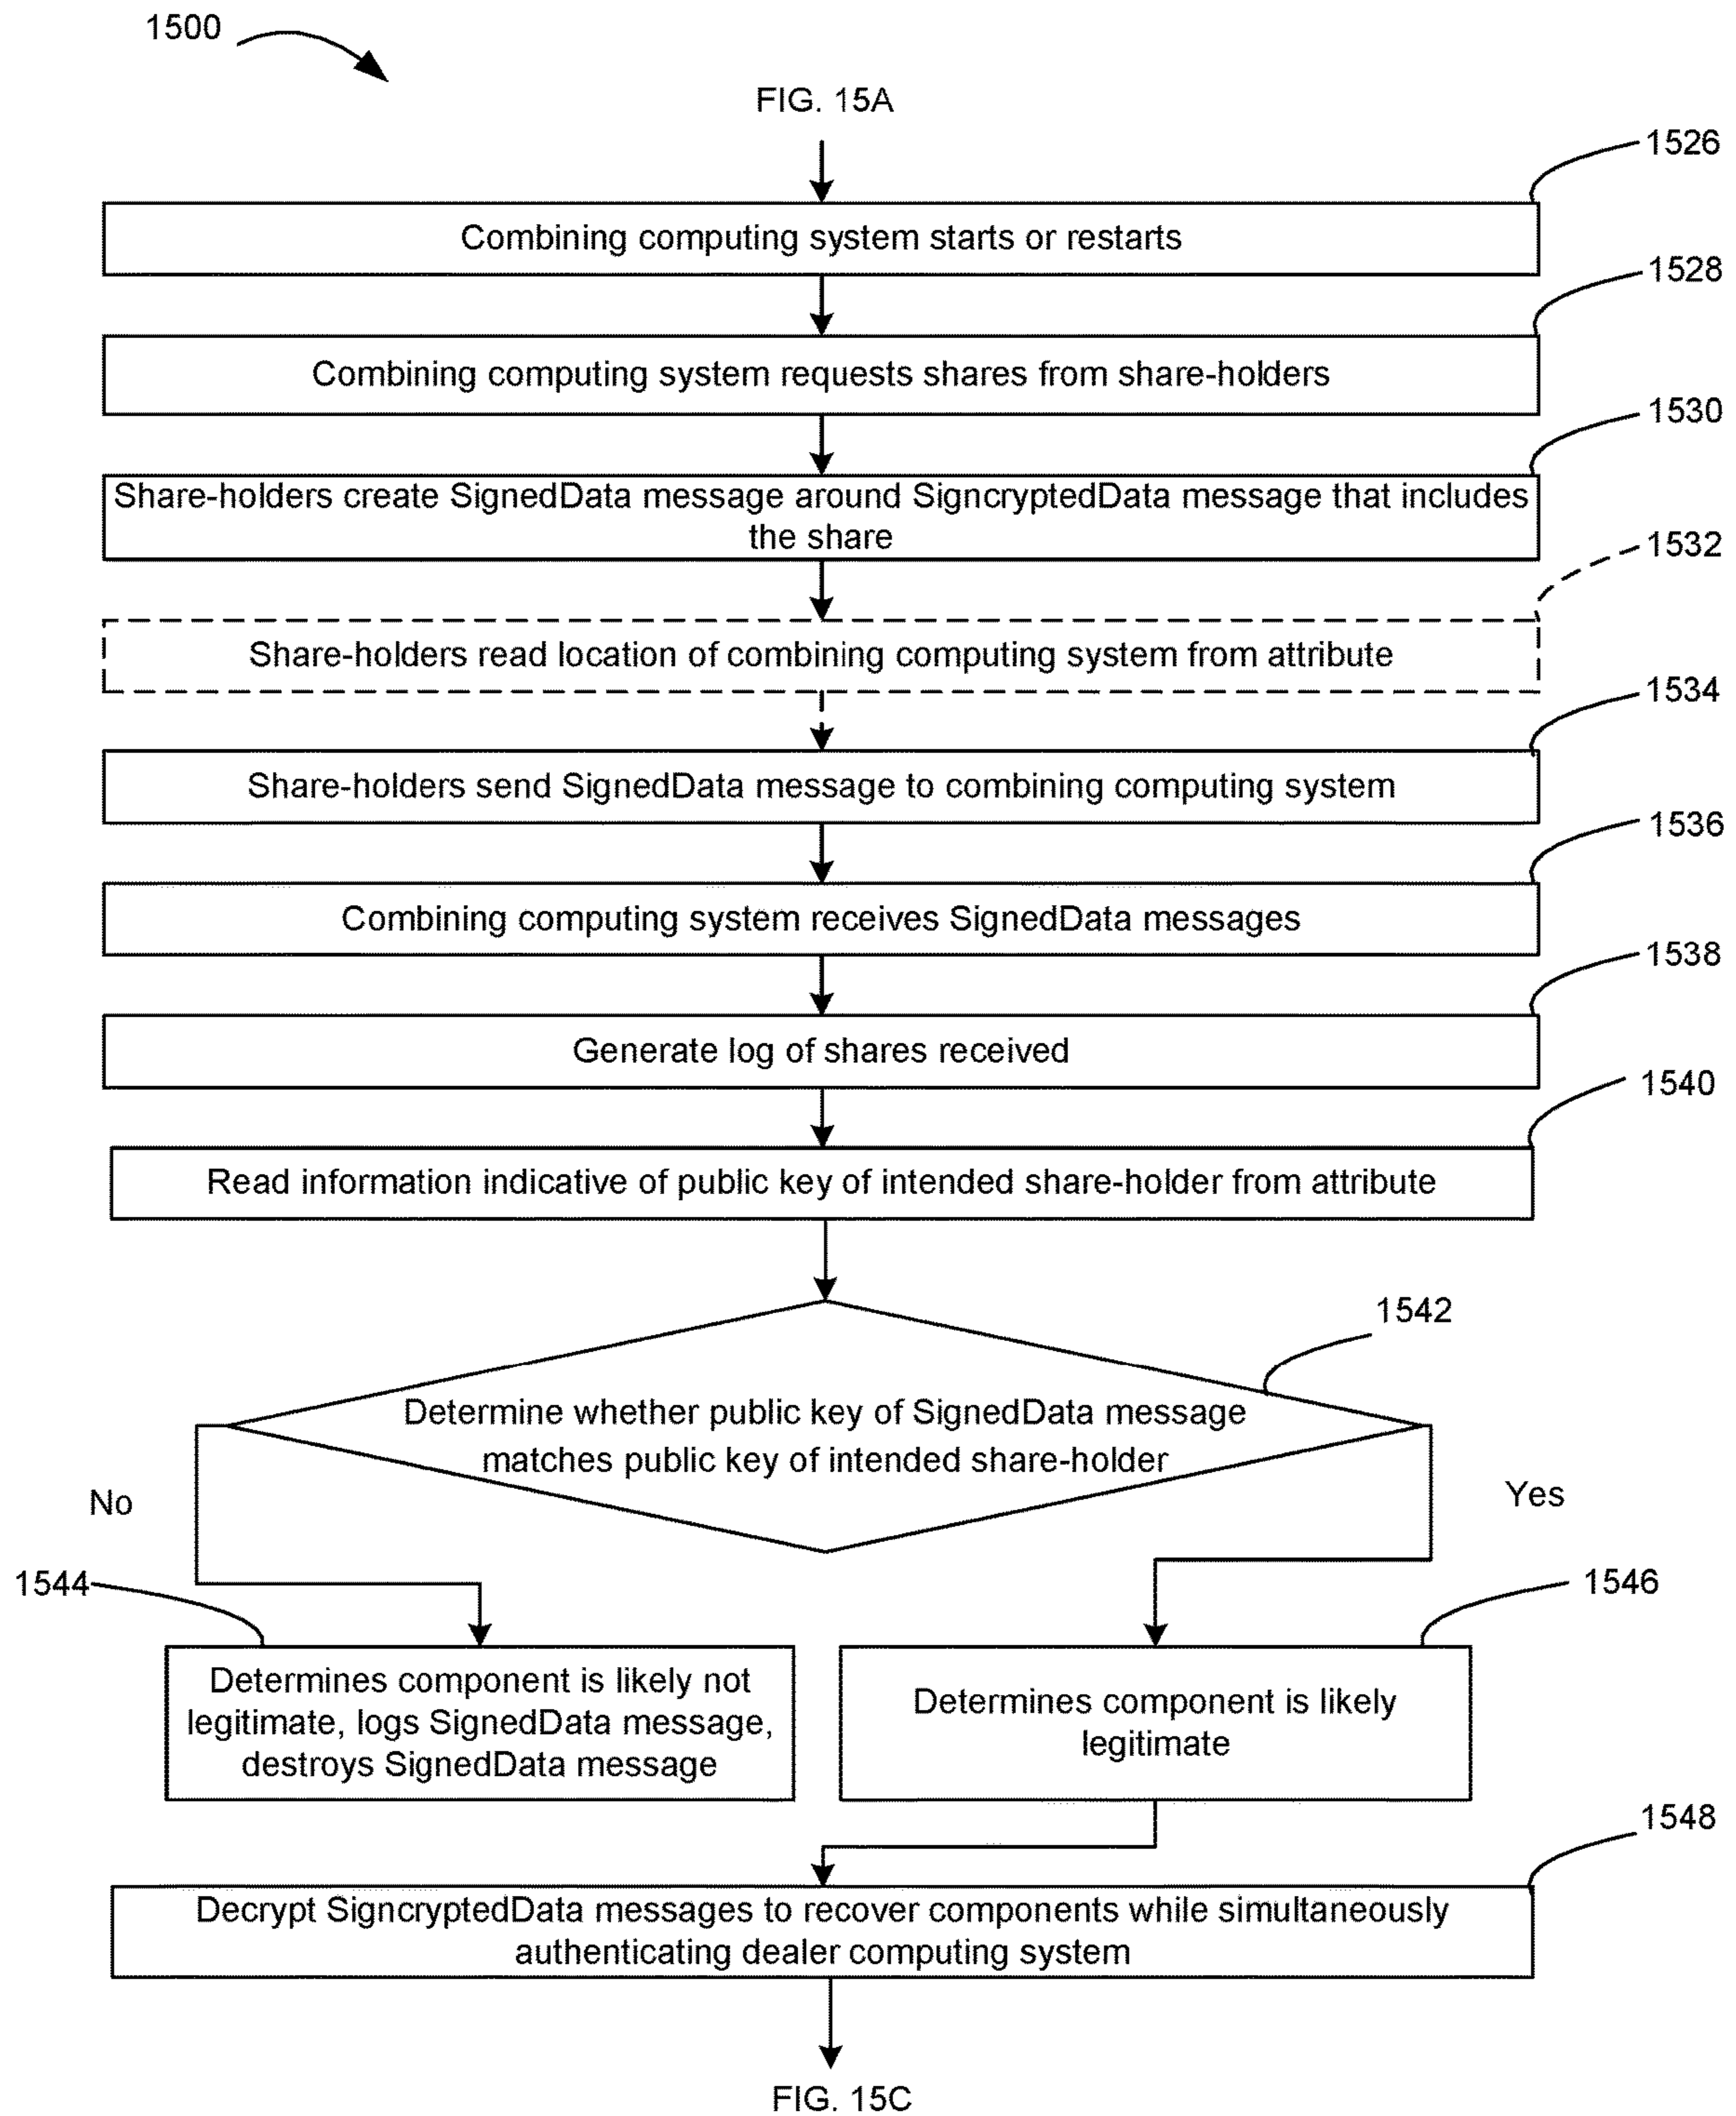 1500
FIG. 15A
1526
Combining computing system starts or restarts
1528
Combining computing system requests shares from share-holders
1530
Share-holders create SignedData message around SigncryptedData message that includes
the share
1532
Share-holders read location of combining computing system from attribute
1534
Share-holders send SignedData message to combining computing system
1536
Combining computing system receives SignedData messages
1538
Generate log of shares received
1540
Read information indicative of public key of intended share-holder from attribute
1542
Determine whether public key of SignedData message
matches public key of intended share-holder
No
Yes
1544
1546
Determines component is likely not
legitimate, logs SignedData message,
destroys SignedData message
Determines component is likely
legitimate
1548
Decrypt SigncryptedData messages to recover components while simultaneously
authenticating dealer computing system
FIG. 15C